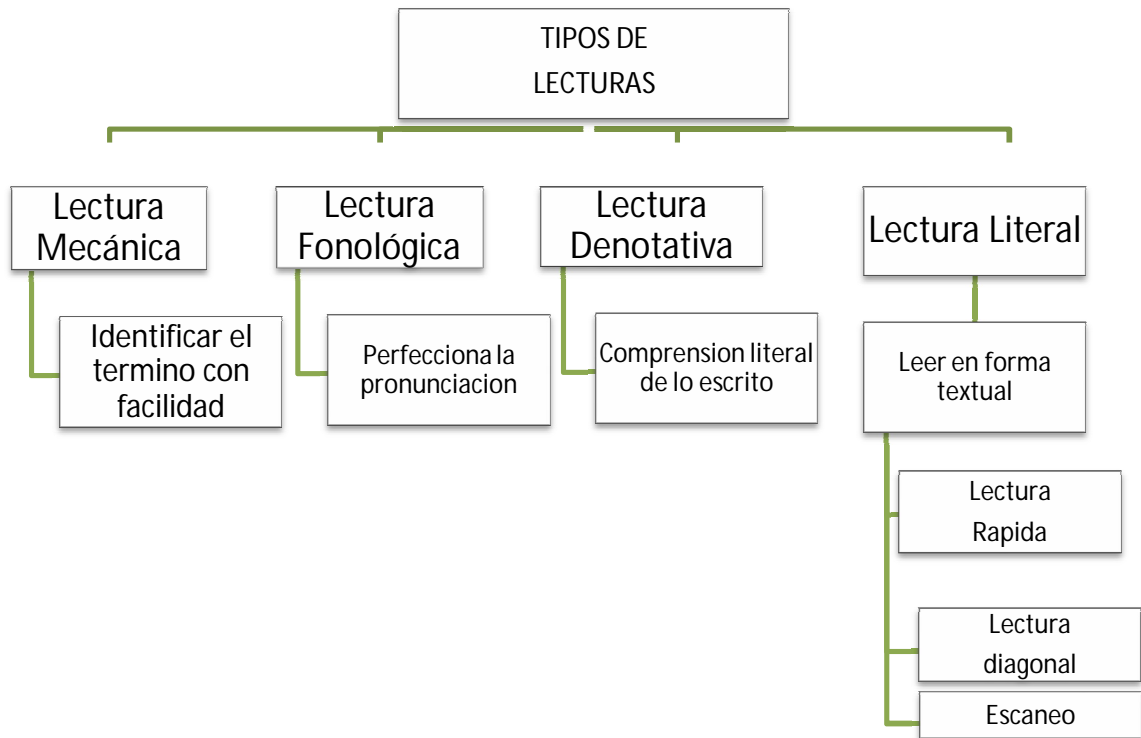 TIPOS DE
LECTURAS
Lectura
Mecánica
Identificar el
termino con
facilidad
Lectura
Fonológica
Perfecciona la
pronunciacion
Lectura
Denotativa
Comprension literal
de lo escrito
Lectura Literal
Leer en forma
textual
Lectura
Rapida
Lectura
diagonal
Escaneo